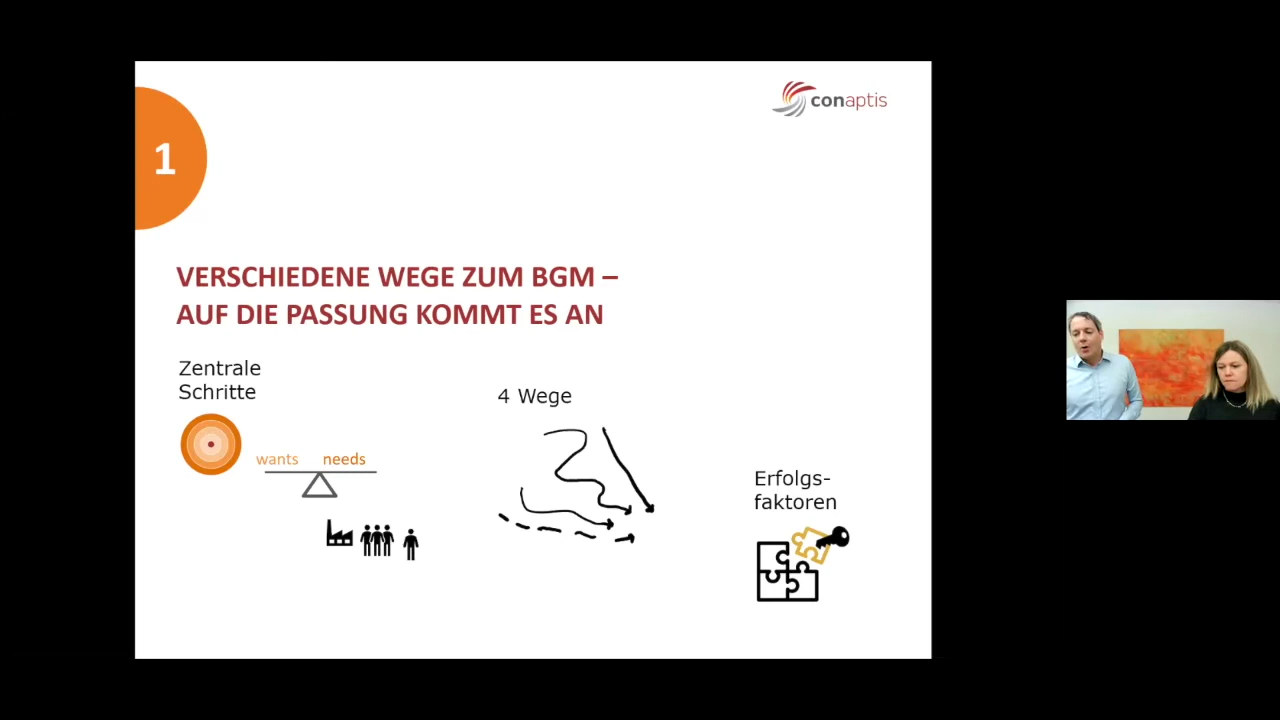 conaptis
1
VERSCHIEDENE WEGE ZUM BGM –
AUF DIE PASSUNG KOMMT ES AN
Zentrale
Schritte
wants needs
4 Wege
Erfolgs-
faktoren